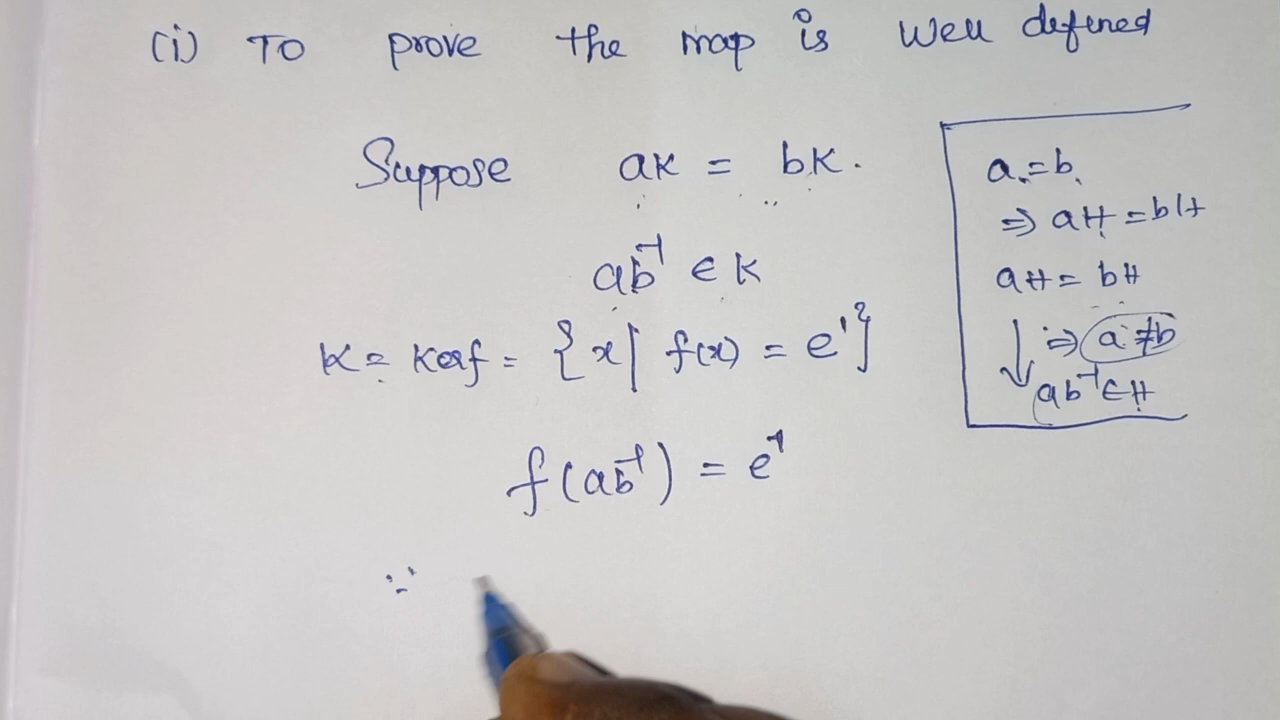 (i) To prove the map is well defined
Suppose aK = bK.
ab⁻¹ ∈ K
K = Kerf = {x | f(x) = e'}
f(ab⁻¹) = e'
∵
a = b
⇒ aH = bH
aH = bH
⇒ a ≠ b
ab⁻¹ ∈ H